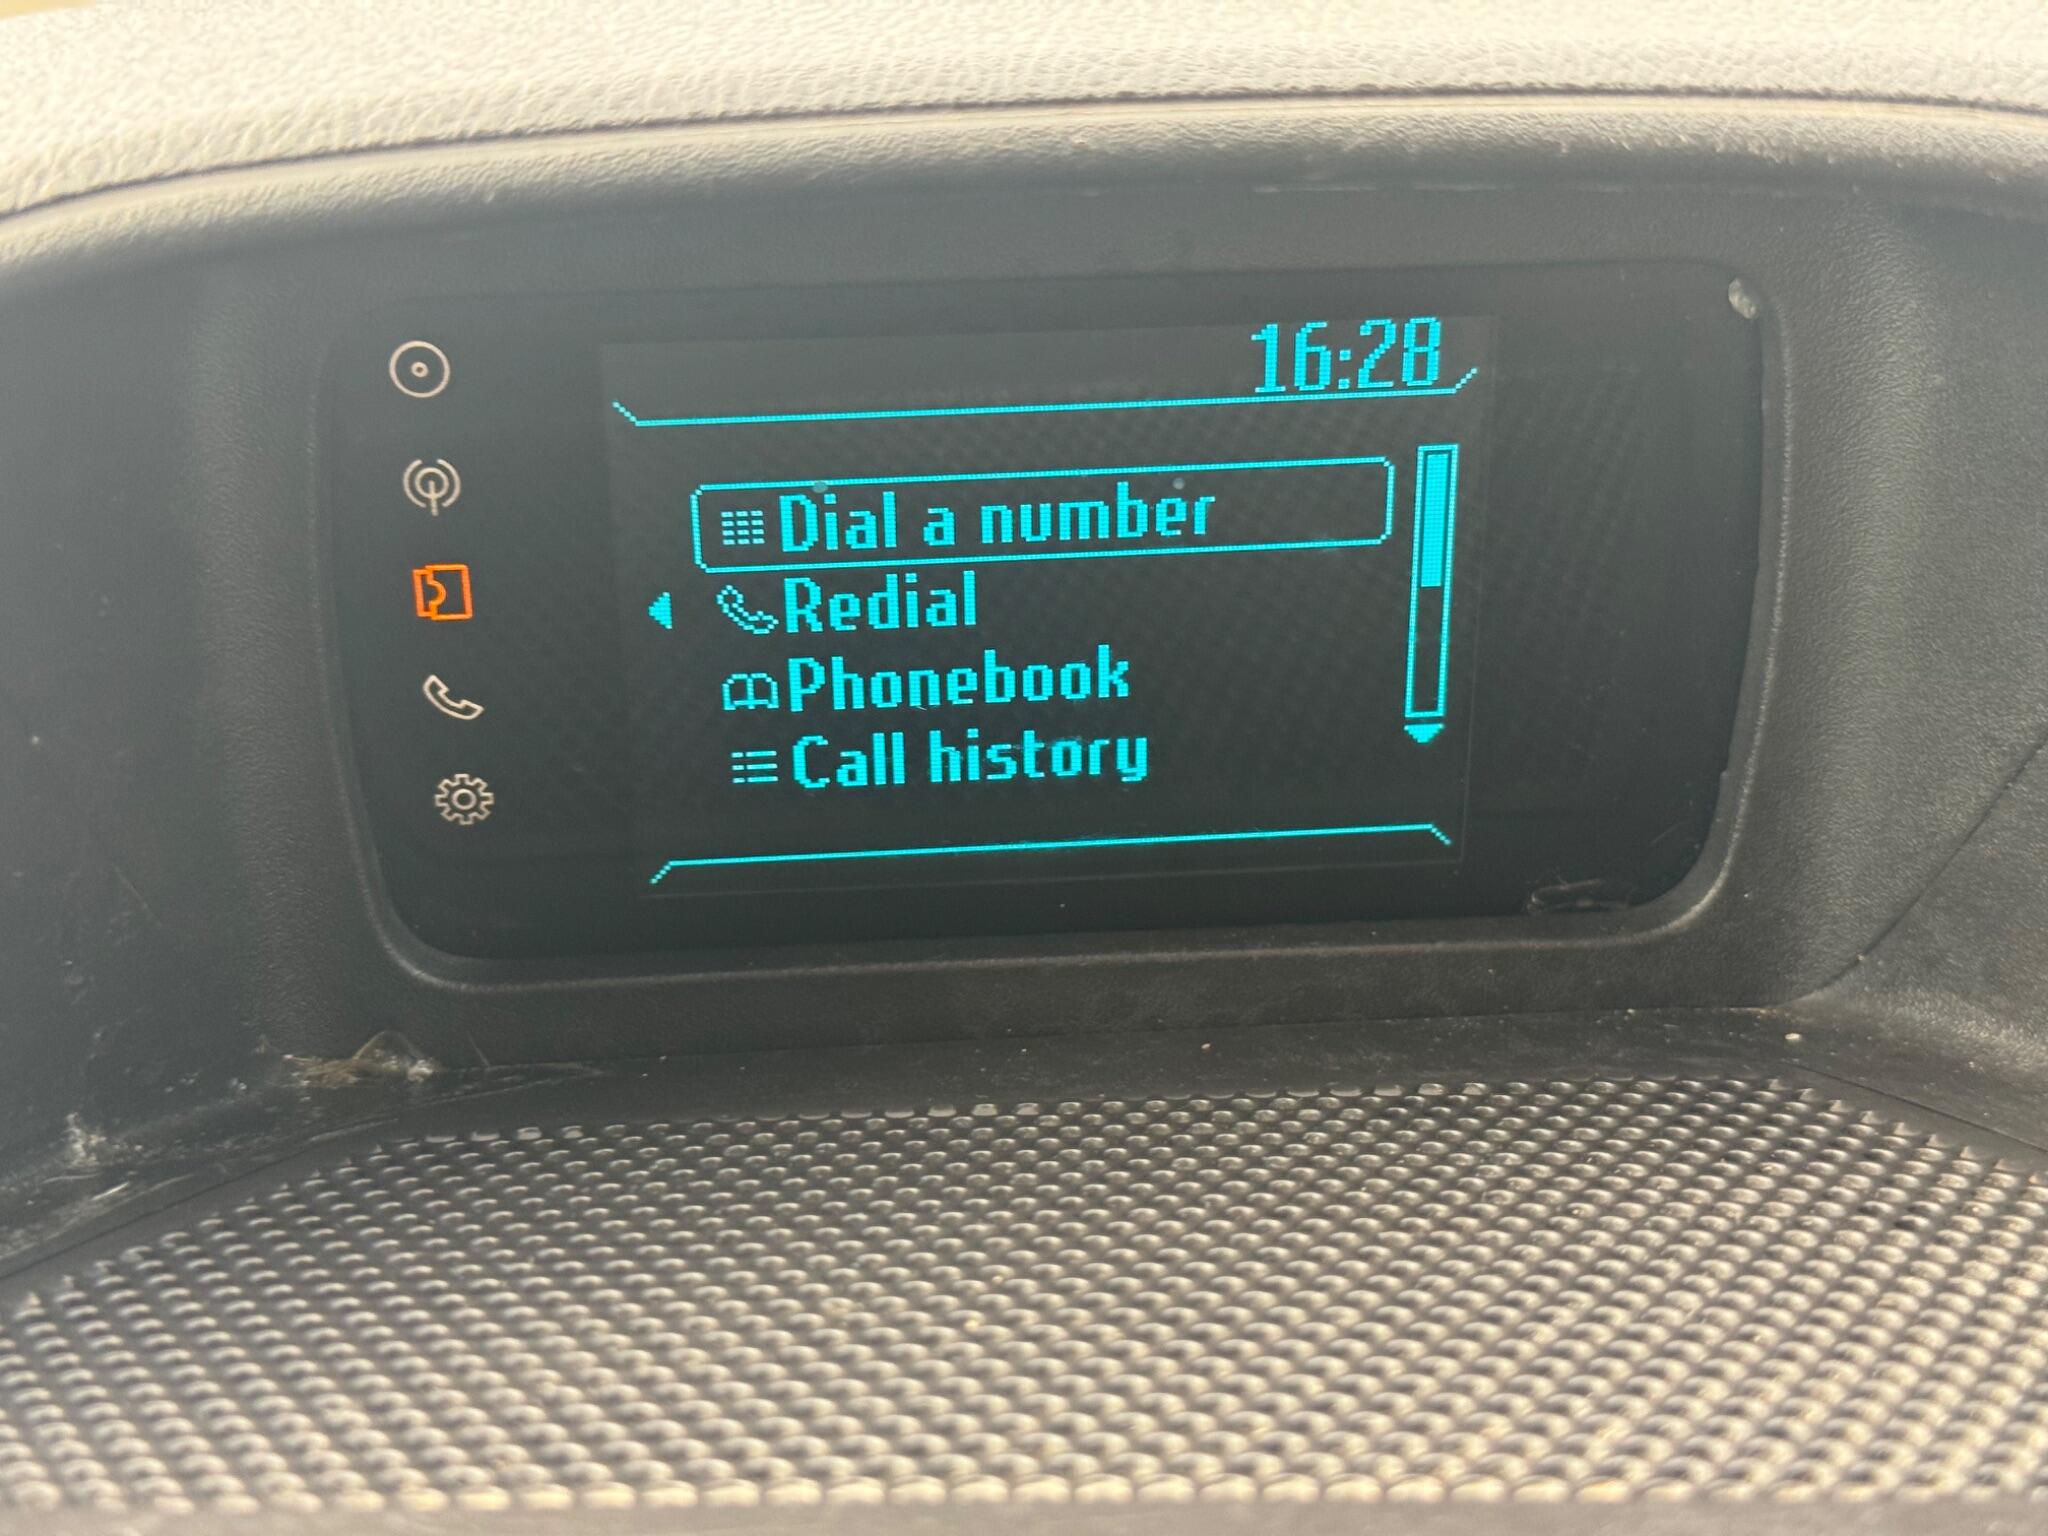 16:28
Dial a number
Redial
Phonebook
Call history